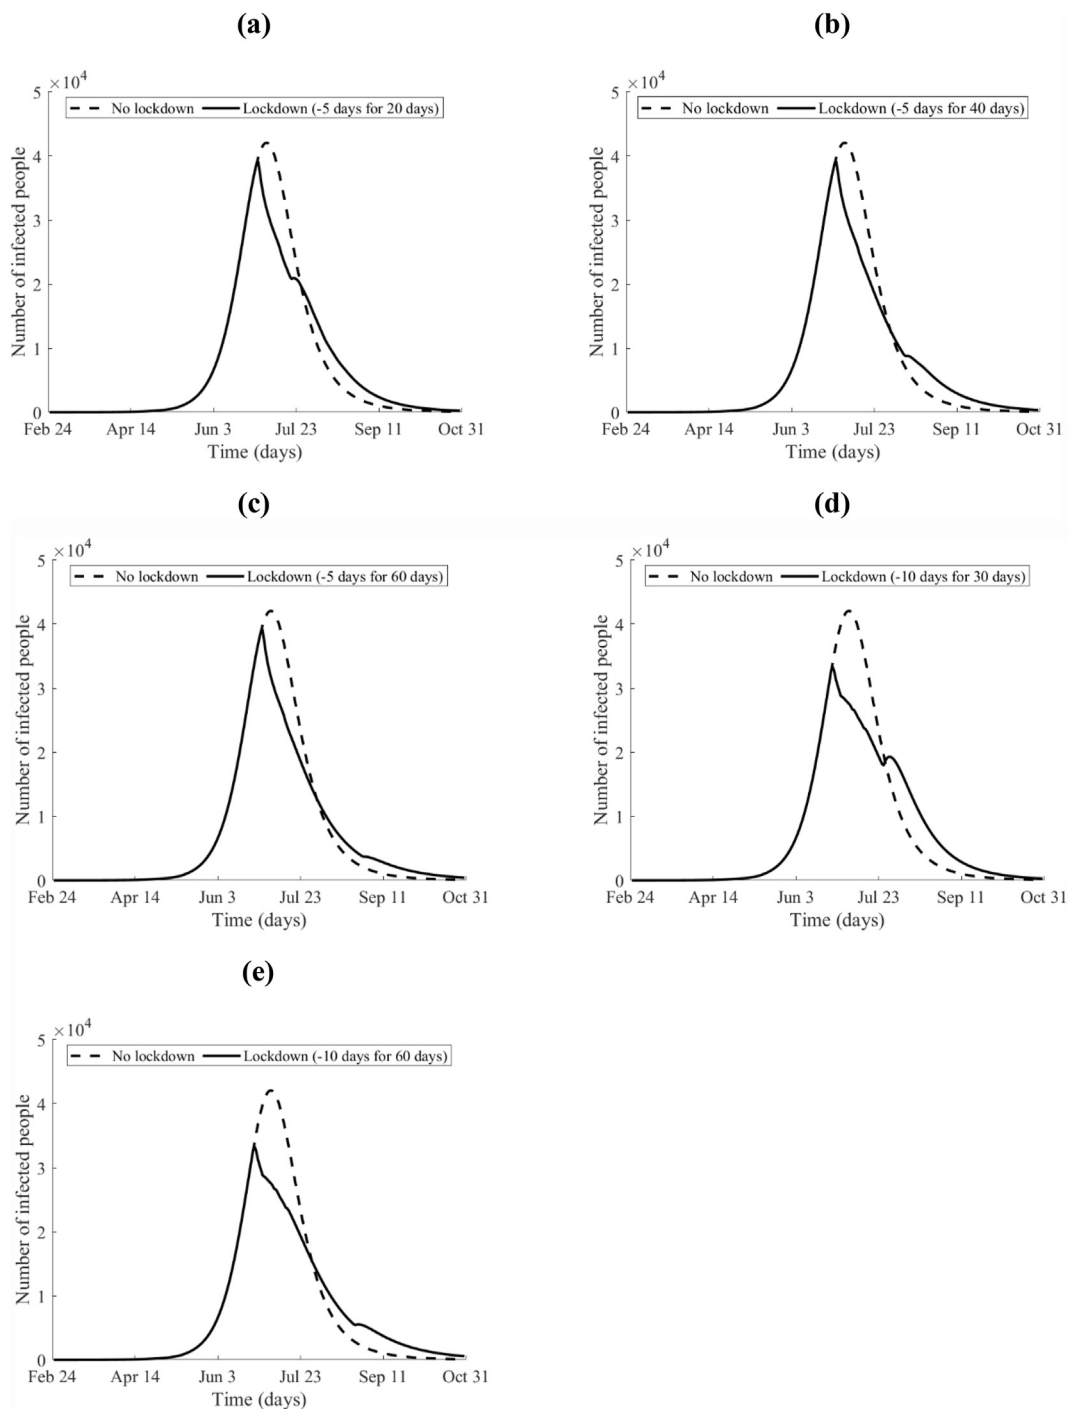 (a)
×10⁴
No lockdown Lockdown (-5 days for 20 days)
Number of infected people
5
4
3
2
1
0
Feb 24 Apr 14 Jun 3 Jul 23 Sep 11 Oct 31
Time (days)
(b)
×10⁴
No lockdown Lockdown (-5 days for 40 days)
Number of infected people
5
4
3
2
1
0
Feb 24 Apr 14 Jun 3 Jul 23 Sep 11 Oct 31
Time (days)
(c)
×10⁴
No lockdown Lockdown (-5 days for 60 days)
Number of infected people
5
4
3
2
1
0
Feb 24 Apr 14 Jun 3 Jul 23 Sep 11 Oct 31
Time (days)
(d)
×10⁴
No lockdown Lockdown (-10 days for 30 days)
Number of infected people
5
4
3
2
1
0
Feb 24 Apr 14 Jun 3 Jul 23 Sep 11 Oct 31
Time (days)
(e)
×10⁴
No lockdown Lockdown (-10 days for 60 days)
Number of infected people
5
4
3
2
1
0
Feb 24 Apr 14 Jun 3 Jul 23 Sep 11 Oct 31
Time (days)